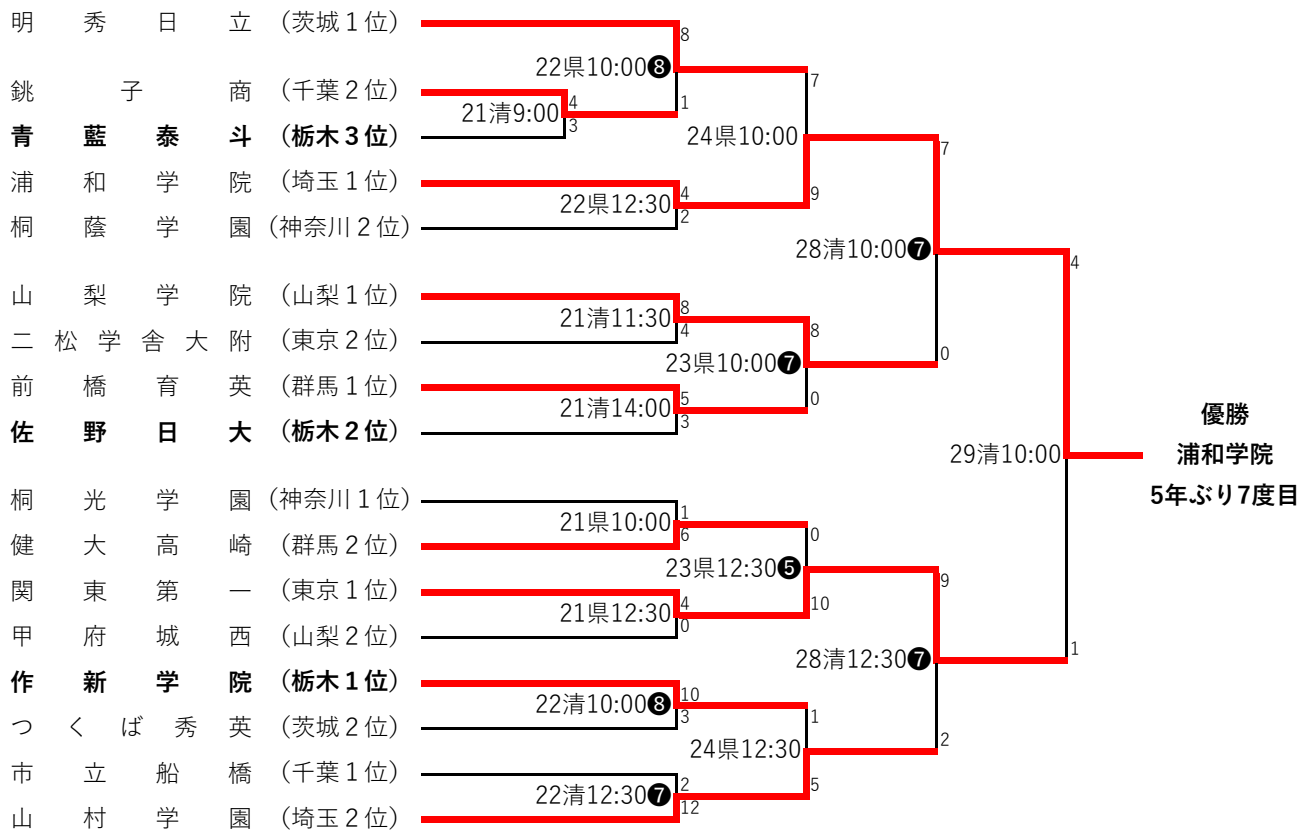 明秀日立（茨城１位）
8
22県10:00❽
7
銚子商（千葉２位）
4
1
21清9:00
青藍泰斗（栃木３位）
3
24県10:00
7
浦和学院（埼玉１位）
4
9
22県12:30
2
桐蔭学園（神奈川２位）
28清10:00❼
4
山梨学院（山梨１位）
8
21清11:30
4
8
二松学舎大附（東京２位）
23県10:00❼
0
前橋育英（群馬１位）
5
0
21清14:00
3
佐野日大（栃木２位）
優勝
29清10:00
浦和学院
5年ぶり7度目
桐光学園（神奈川１位）
1
21県10:00
6
0
健大高崎（群馬２位）
23県12:30❺
9
関東第一（東京１位）
4
10
21県12:30
0
甲府城西（山梨２位）
28清12:30❼
1
作新学院（栃木１位）
10
22清10:00❽
3
1
つくば秀英（茨城２位）
24県12:30
2
市立船橋（千葉１位）
2
5
22清12:30❼
12
山村学園（埼玉２位）